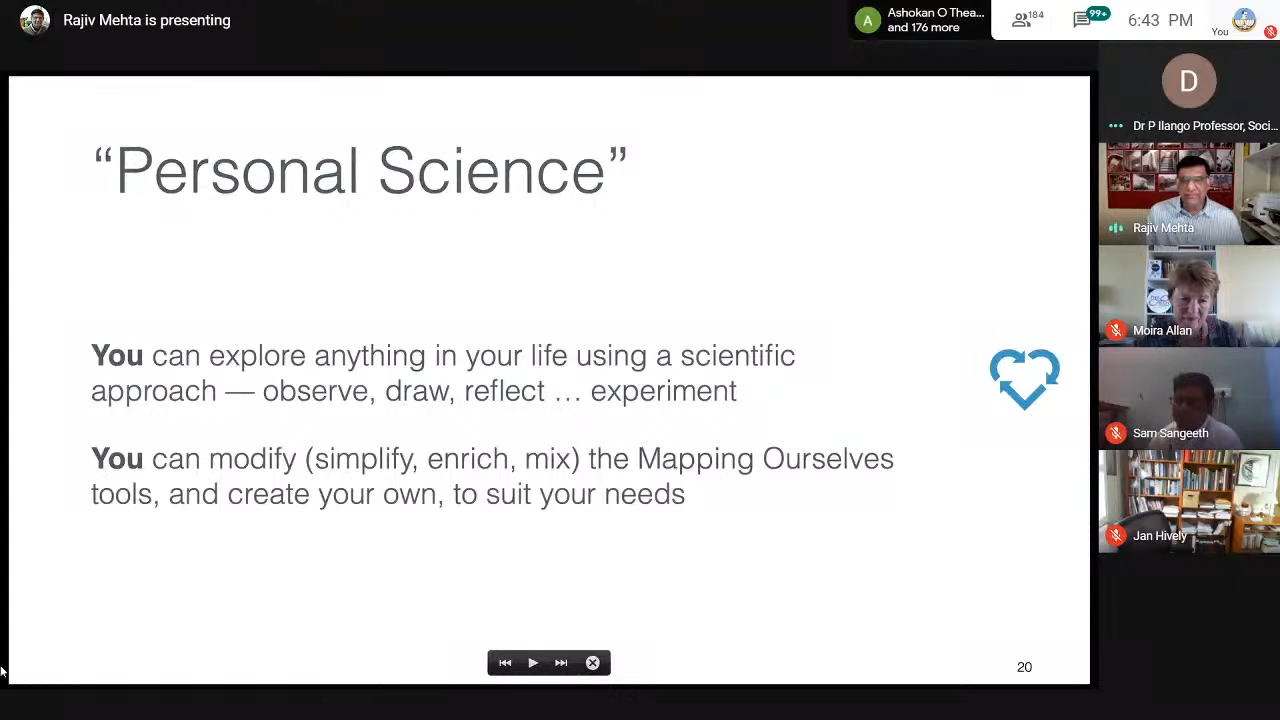 Rajiv Mehta is presenting
A
Ashokan O Thea...
and 176 more
184
99+
6:43 PM
You
“Personal Science”
You can explore anything in your life using a scientific
approach — observe, draw, reflect … experiment
You can modify (simplify, enrich, mix) the Mapping Ourselves
tools, and create your own, to suit your needs
20
D
Dr P Ilango Professor, Soci...
Rajiv Mehta
Moira Allan
Sam Sangeeth
Jan Hively